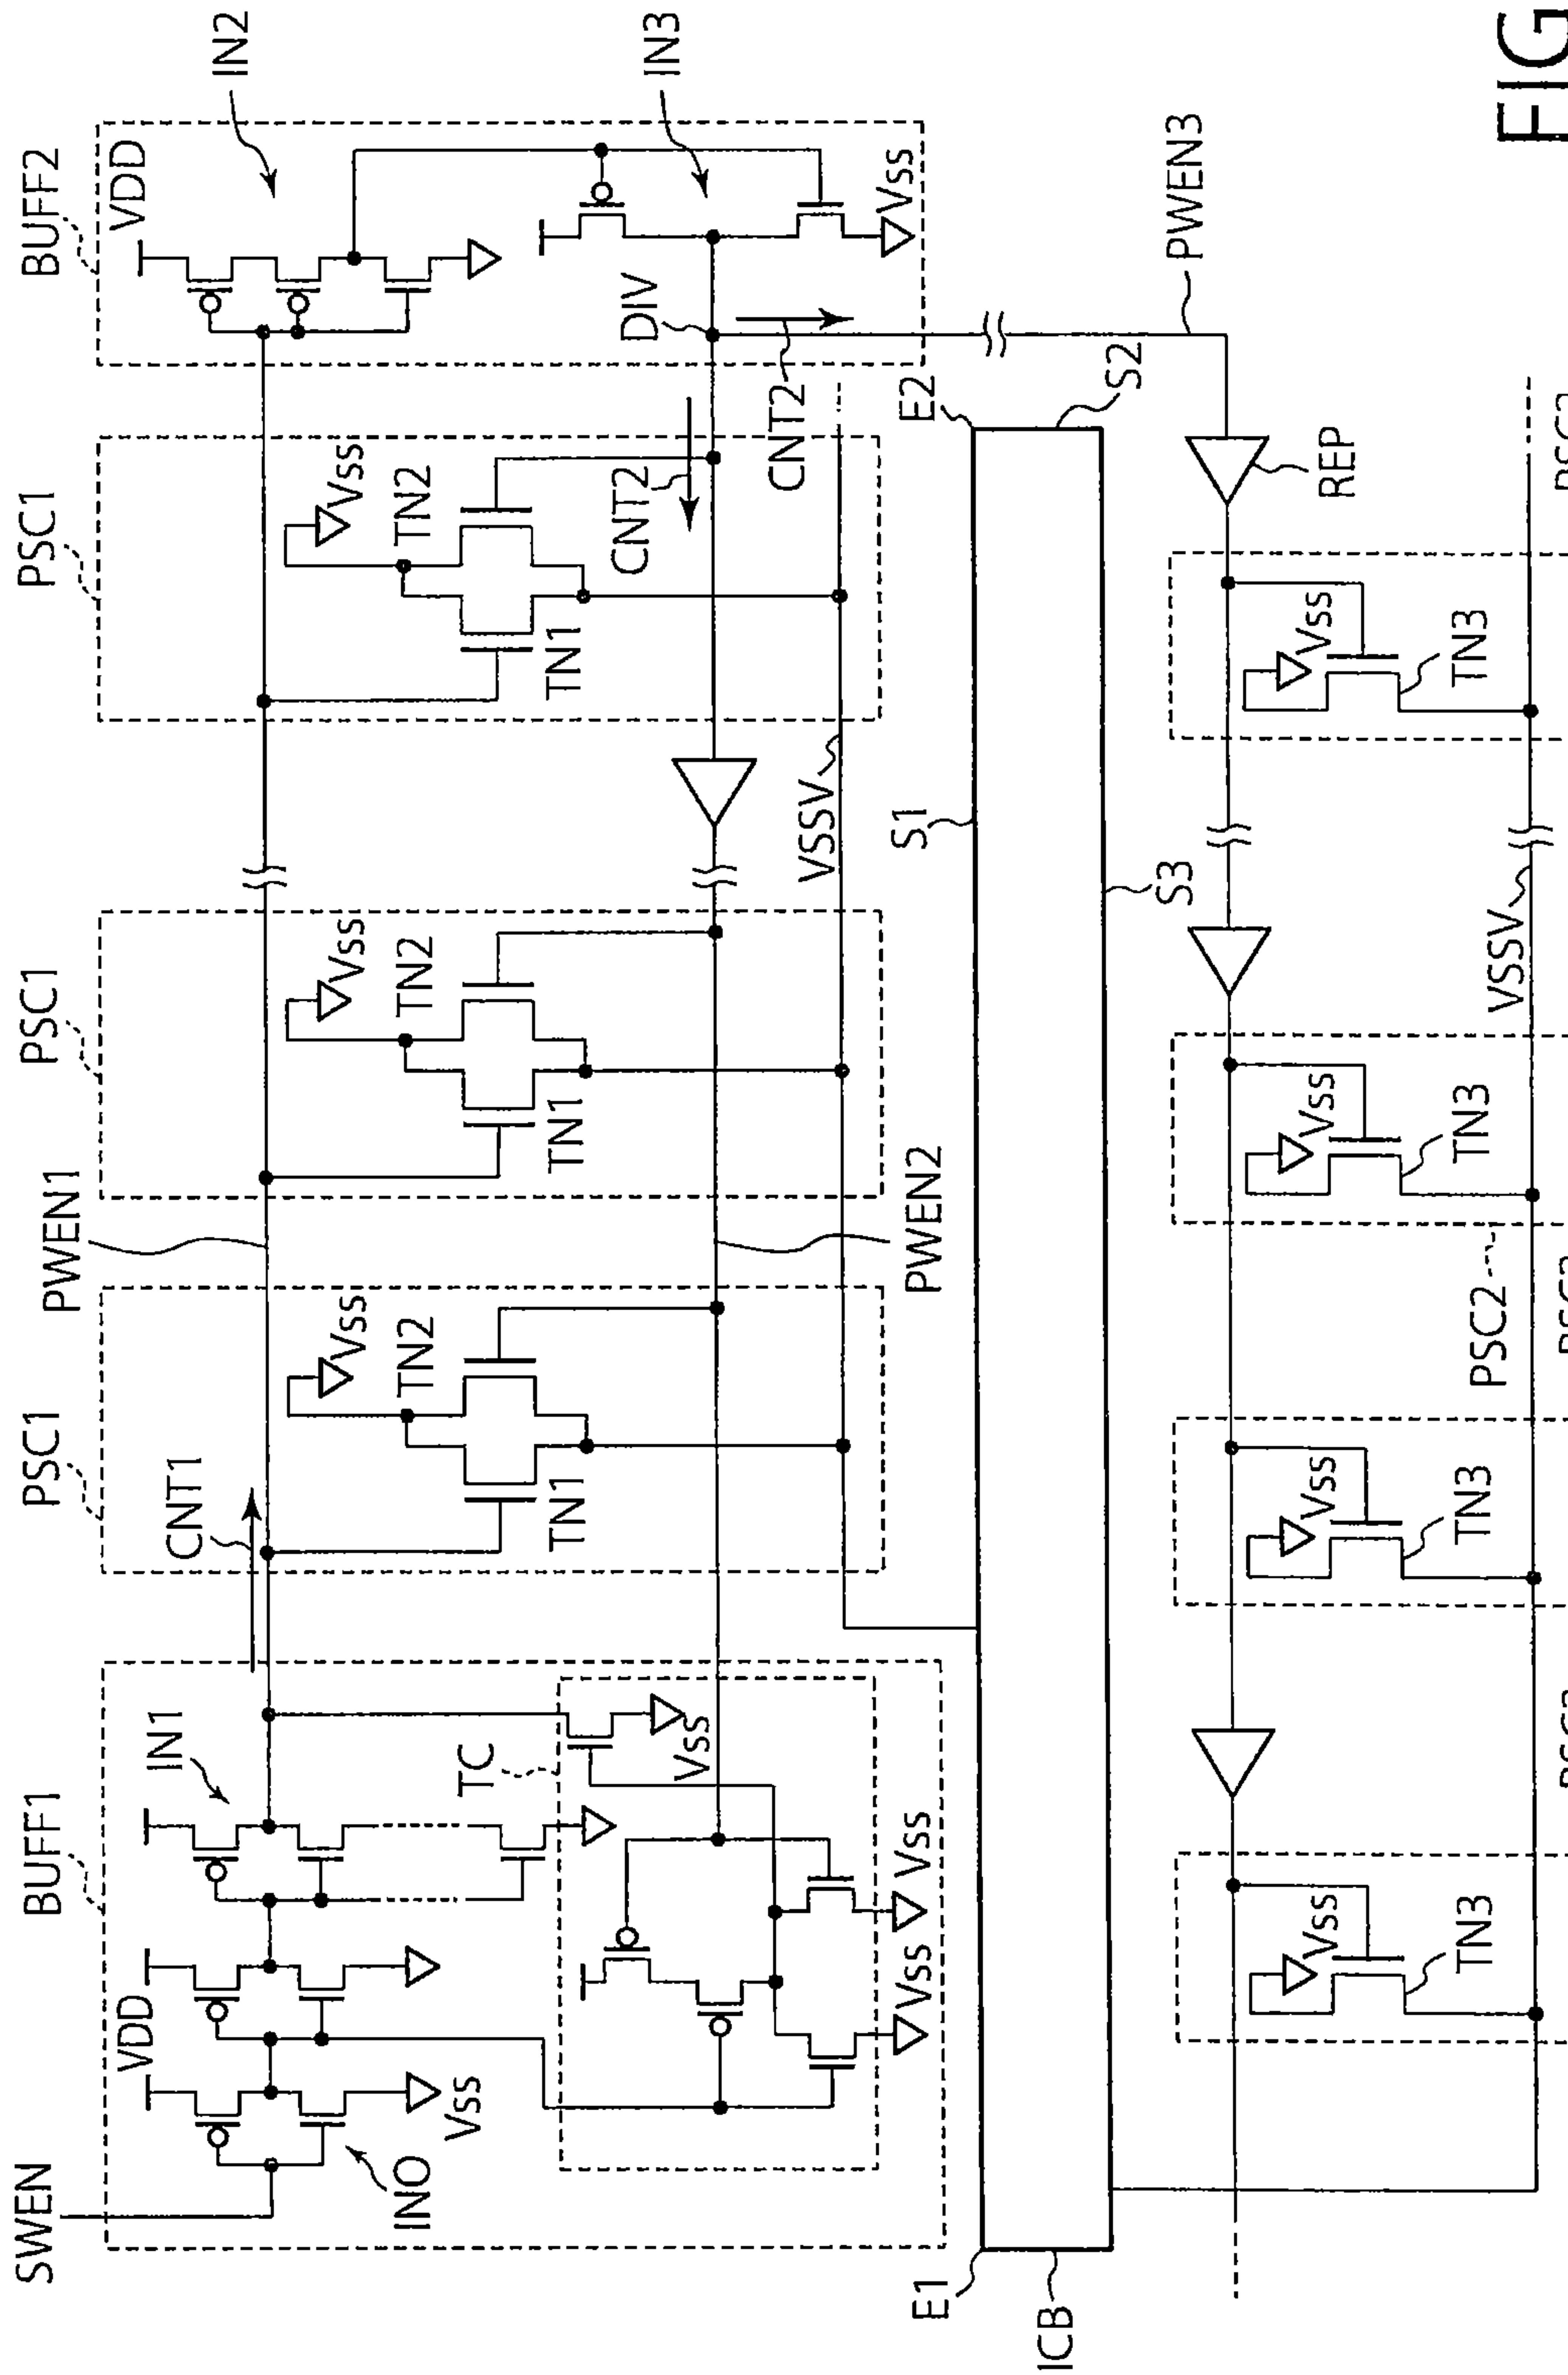 SWEN
BUFF1
PSC1
PWEN1
PSC1
PSC1
BUFF2
IN2
VDD
IN1
CNT1
VDD
IN0
Vss
TC
Vss
Vss
Vss
TN1
TN2
Vss
TN1
TN2
Vss
TN1
TN2
Vss
CNT2
DIV
IN3
Vss
CNT2
PWEN2
VSSV
E1
ICB
S1
E2
S2
S3
PWEN3
REP
Vss
TN3
Vss
TN3
Vss
TN3
Vss
TN3
PSC2
VSSV
FIG